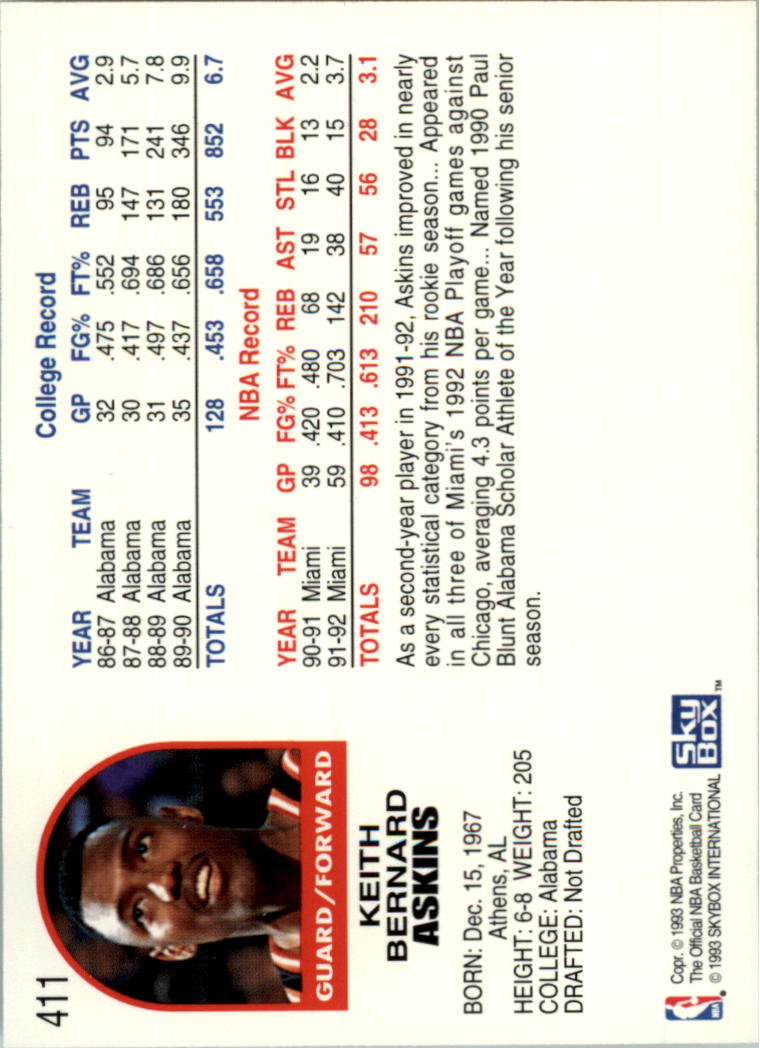 411
GUARD/FORWARD
KEITH
BERNARD
ASKINS
BORN: Dec. 15, 1967
Athens, AL
HEIGHT: 6-8 WEIGHT: 205
COLLEGE: Alabama
DRAFTED: Not Drafted
College Record
YEAR TEAM GP FG% FT% REB PTS AVG
86-87 Alabama 32 .475 .552 95 94 2.9
87-88 Alabama 30 .417 .694 147 171 5.7
88-89 Alabama 31 .497 .686 131 241 7.8
89-90 Alabama 35 .437 .656 180 346 9.9
TOTALS 128 .453 .658 553 852 6.7
NBA Record
YEAR TEAM GP FG% FT% REB AST STL BLK AVG
90-91 Miami 39 .420 .480 68 19 16 13 2.2
91-92 Miami 59 .410 .703 142 38 40 15 3.7
TOTALS 98 .413 .613 210 57 56 28 3.1
As a second-year player in 1991-92, Askins improved in nearly
every statistical category from his rookie season... Appeared
in all three of Miami's 1992 NBA Playoff games against
Chicago, averaging 4.3 points per game... Named 1990 Paul
Blunt Alabama Scholar Athlete of the Year following his senior
season.
NBA
Copr. © 1993 NBA Properties, Inc.
The Official NBA Basketball Card
© 1993 SKYBOX INTERNATIONAL
Sky
Box ™